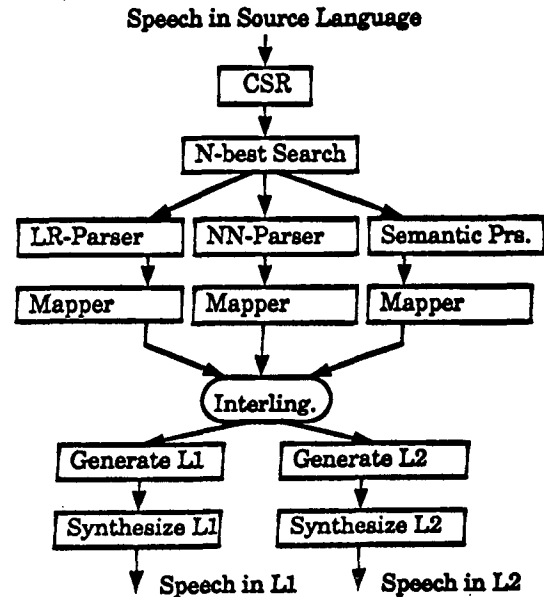 Speech in Source Language
CSR
N-best Search
LR-Parser NN-Parser Semantic Prs.
Mapper Mapper Mapper
Interling.
Generate L1 Generate L2
Synthesize L1 Synthesize L2
Speech in L1 Speech in L2